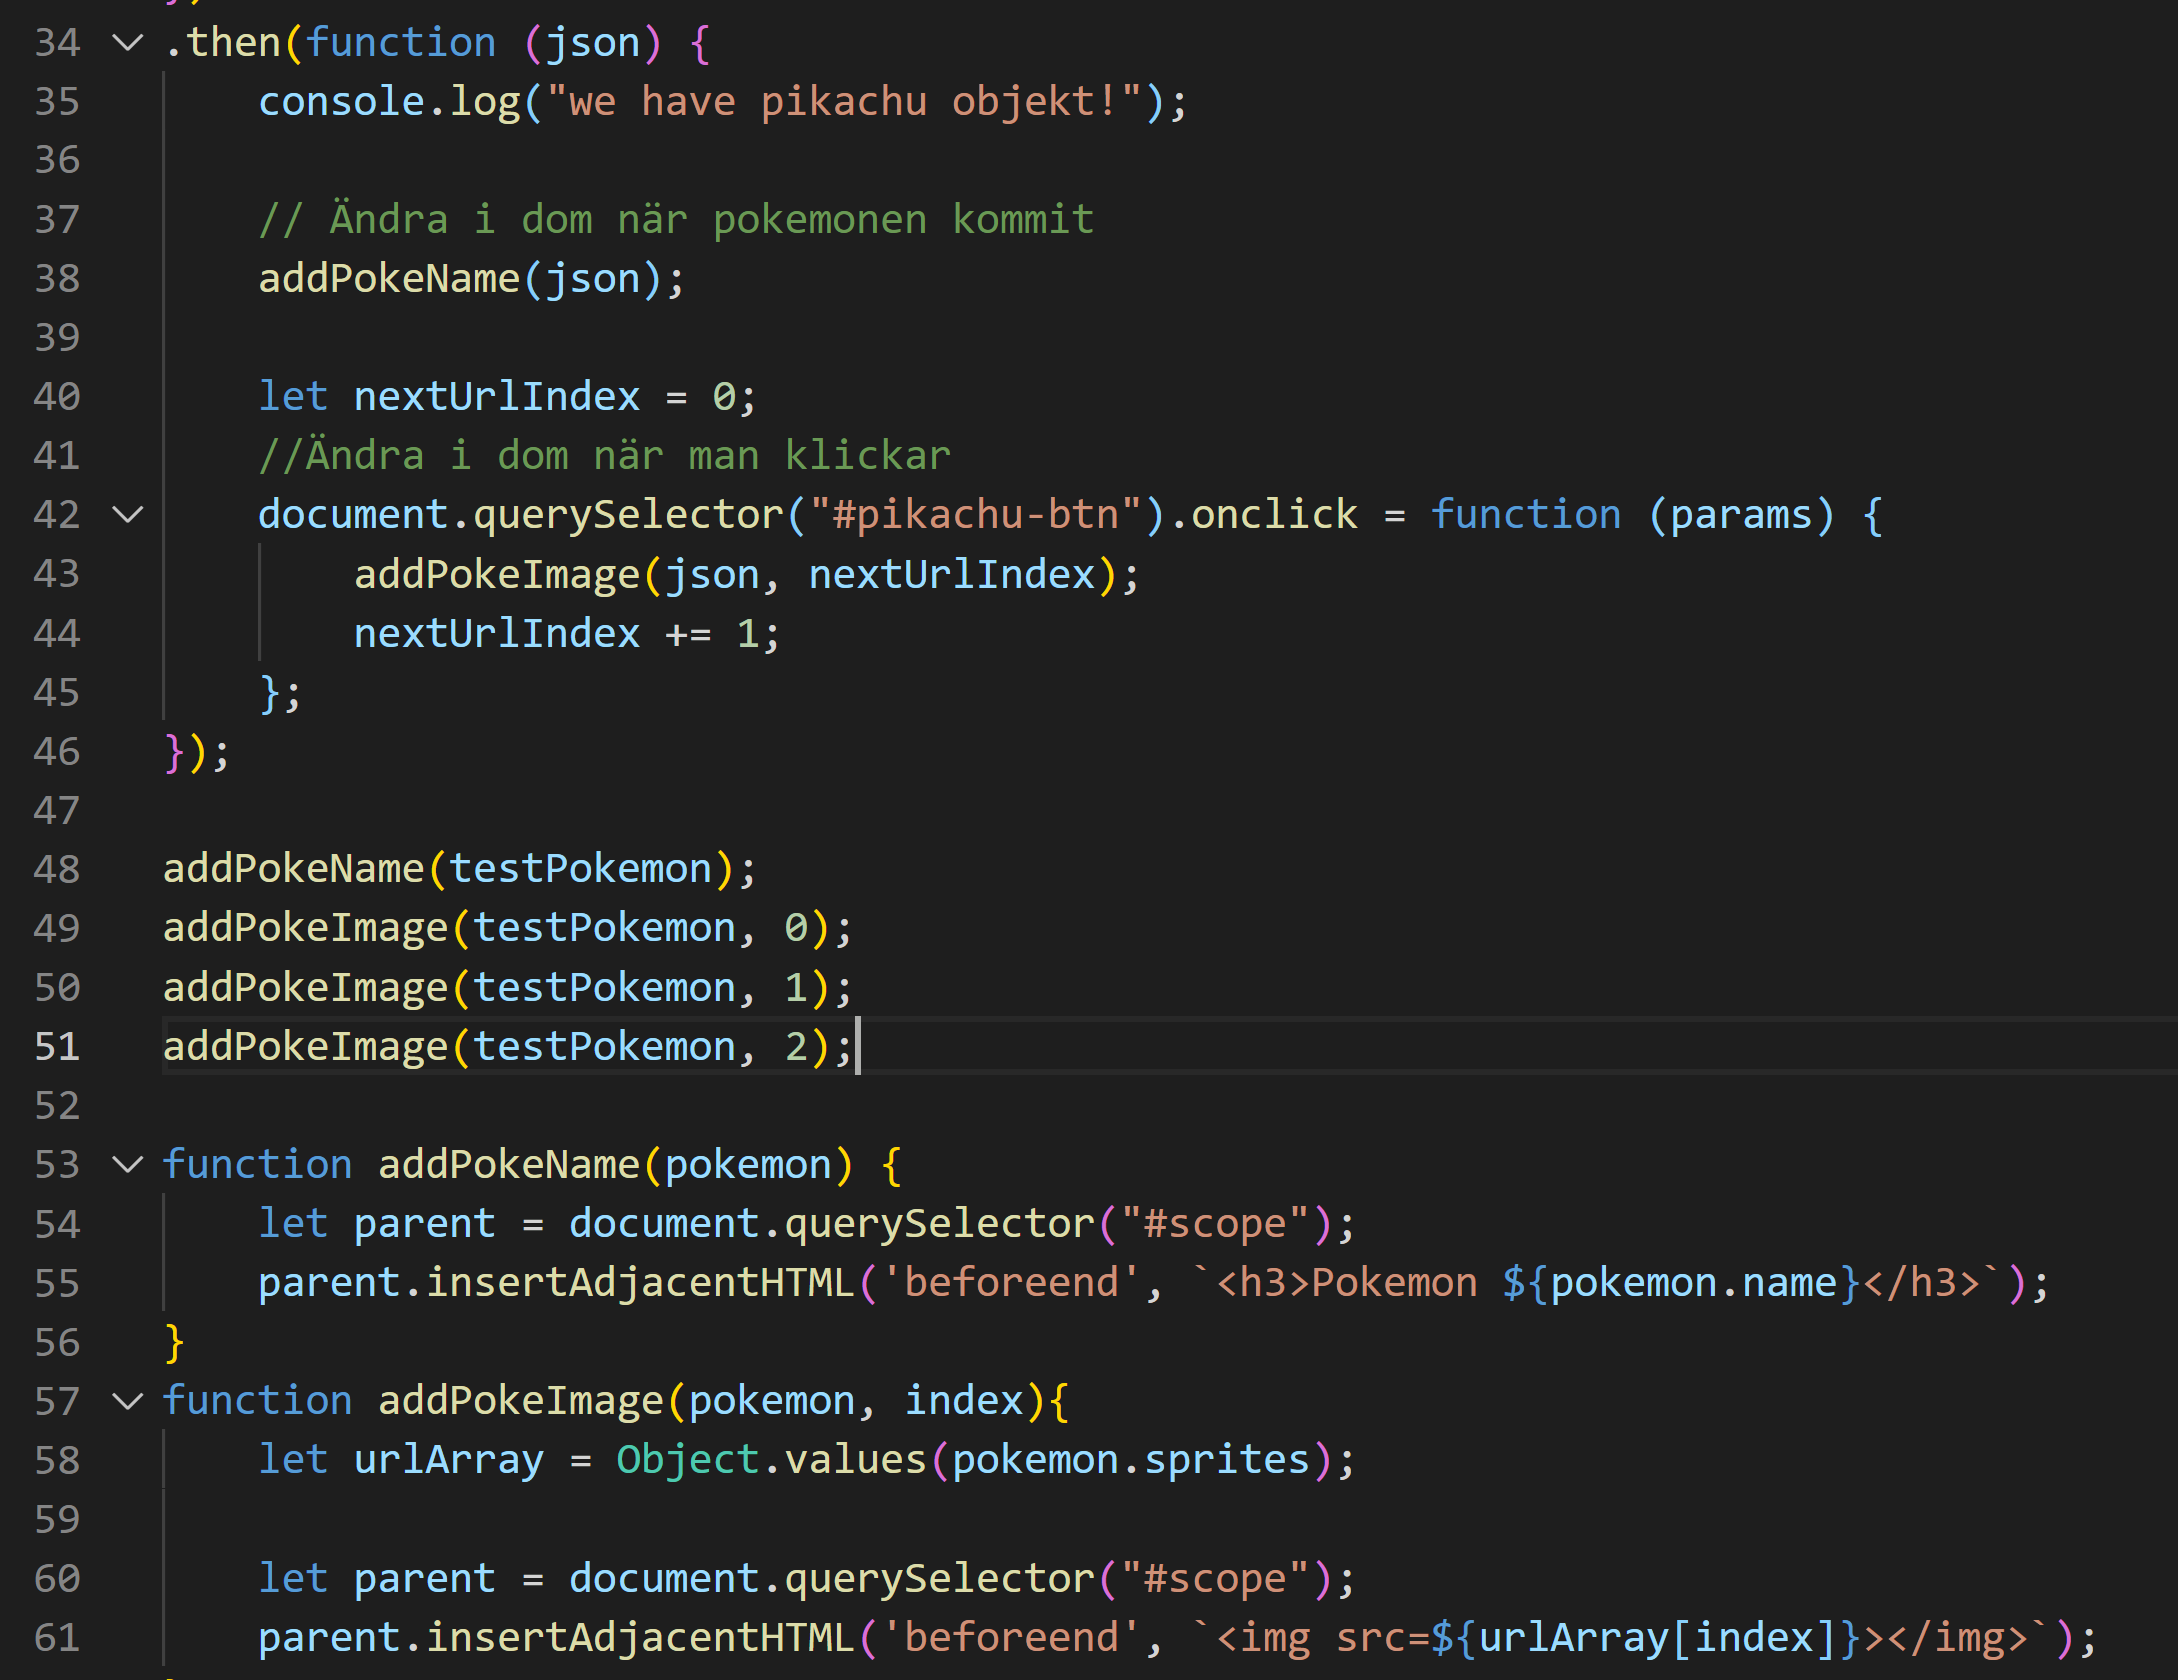 34 .then(function (json) {
35     console.log("we have pikachu objekt!");
36
37     // Ändra i dom när pokemonen kommit
38     addPokeName(json);
39
40     let nextUrlIndex = 0;
41     //Ändra i dom när man klickar
42     document.querySelector("#pikachu-btn").onclick = function (params) {
43         addPokeImage(json, nextUrlIndex);
44         nextUrlIndex += 1;
45     };
46 });
47
48 addPokeName(testPokemon);
49 addPokeImage(testPokemon, 0);
50 addPokeImage(testPokemon, 1);
51 addPokeImage(testPokemon, 2);
52
53 function addPokeName(pokemon) {
54     let parent = document.querySelector("#scope");
55     parent.insertAdjacentHTML('beforeend', `<h3>Pokemon ${pokemon.name}</h3>`);
56 }
57 function addPokeImage(pokemon, index){
58     let urlArray = Object.values(pokemon.sprites);
59
60     let parent = document.querySelector("#scope");
61     parent.insertAdjacentHTML('beforeend', `<img src=${urlArray[index]}></img>`);